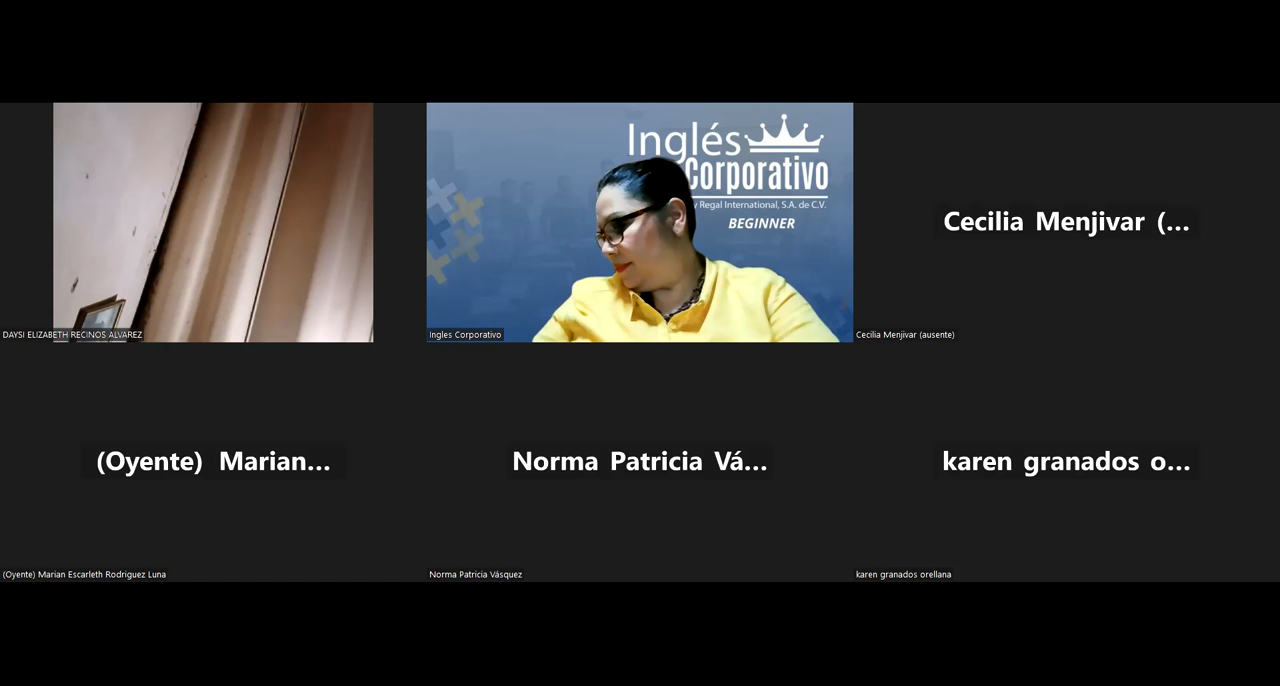 Inglés
Corporativo
y Regal International, S.A. de C.V.
BEGINNER
Cecilia Menjivar (...
DAYSI ELIZABETH RECINOS ALVAREZ
Ingles Corporativo
Cecilia Menjivar (ausente)
(Oyente) Marian...
Norma Patricia Vá...
karen granados o...
(Oyente) Marian Escarleth Rodriguez Luna
Norma Patricia Vásquez
karen granados orellana